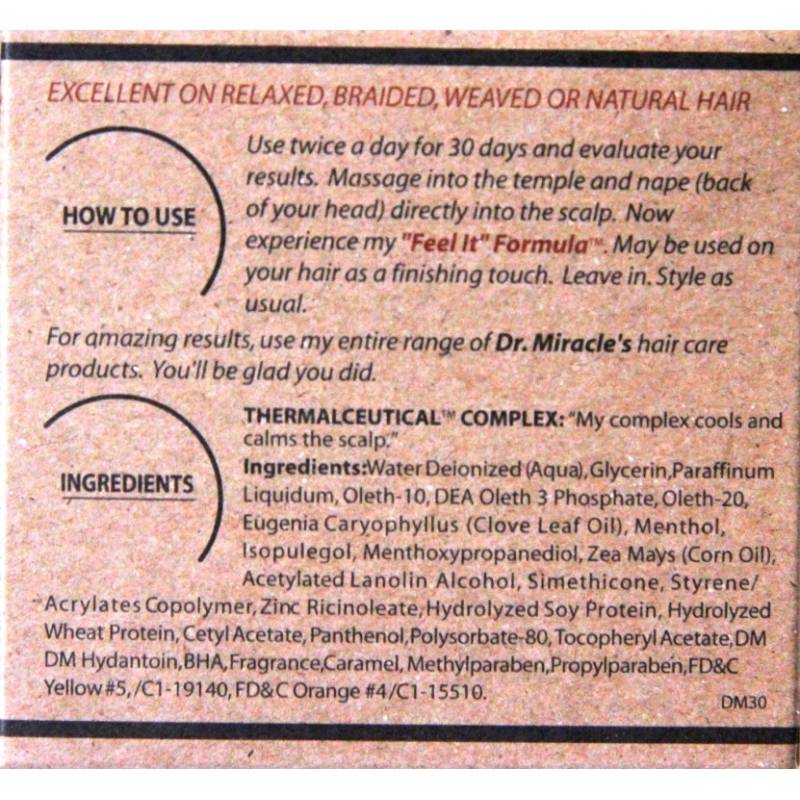 EXCELLENT ON RELAXED, BRAIDED, WEAVED OR NATURAL HAIR
HOW TO USE
Use twice a day for 30 days and evaluate your
results. Massage into the temple and nape (back
of your head) directly into the scalp. Now
experience my "Feel It" Formula™. May be used on
your hair as a finishing touch. Leave in. Style as
usual.
For amazing results, use my entire range of Dr. Miracle's hair care
products. You'll be glad you did.
INGREDIENTS
THERMALCEUTICAL™ COMPLEX: "My complex cools and
calms the scalp."
Ingredients:Water Deionized (Aqua), Glycerin,Paraffinum
Liquidum, Oleth-10, DEA Oleth 3 Phosphate, Oleth-20,
Eugenia Caryophyllus (Clove Leaf Oil), Menthol,
Isopulegol, Menthoxypropanediol, Zea Mays (Corn Oil),
Acetylated Lanolin Alcohol, Simethicone, Styrene/
Acrylates Copolymer, Zinc Ricinoleate, Hydrolyzed Soy Protein, Hydrolyzed
Wheat Protein, Cetyl Acetate, Panthenol, Polysorbate-80, Tocopheryl Acetate, DM
DM Hydantoin, BHA, Fragrance, Caramel, Methylparaben, Propylparaben, FD&C
Yellow #5, /C1-19140, FD&C Orange #4/C1-15510.
DM30